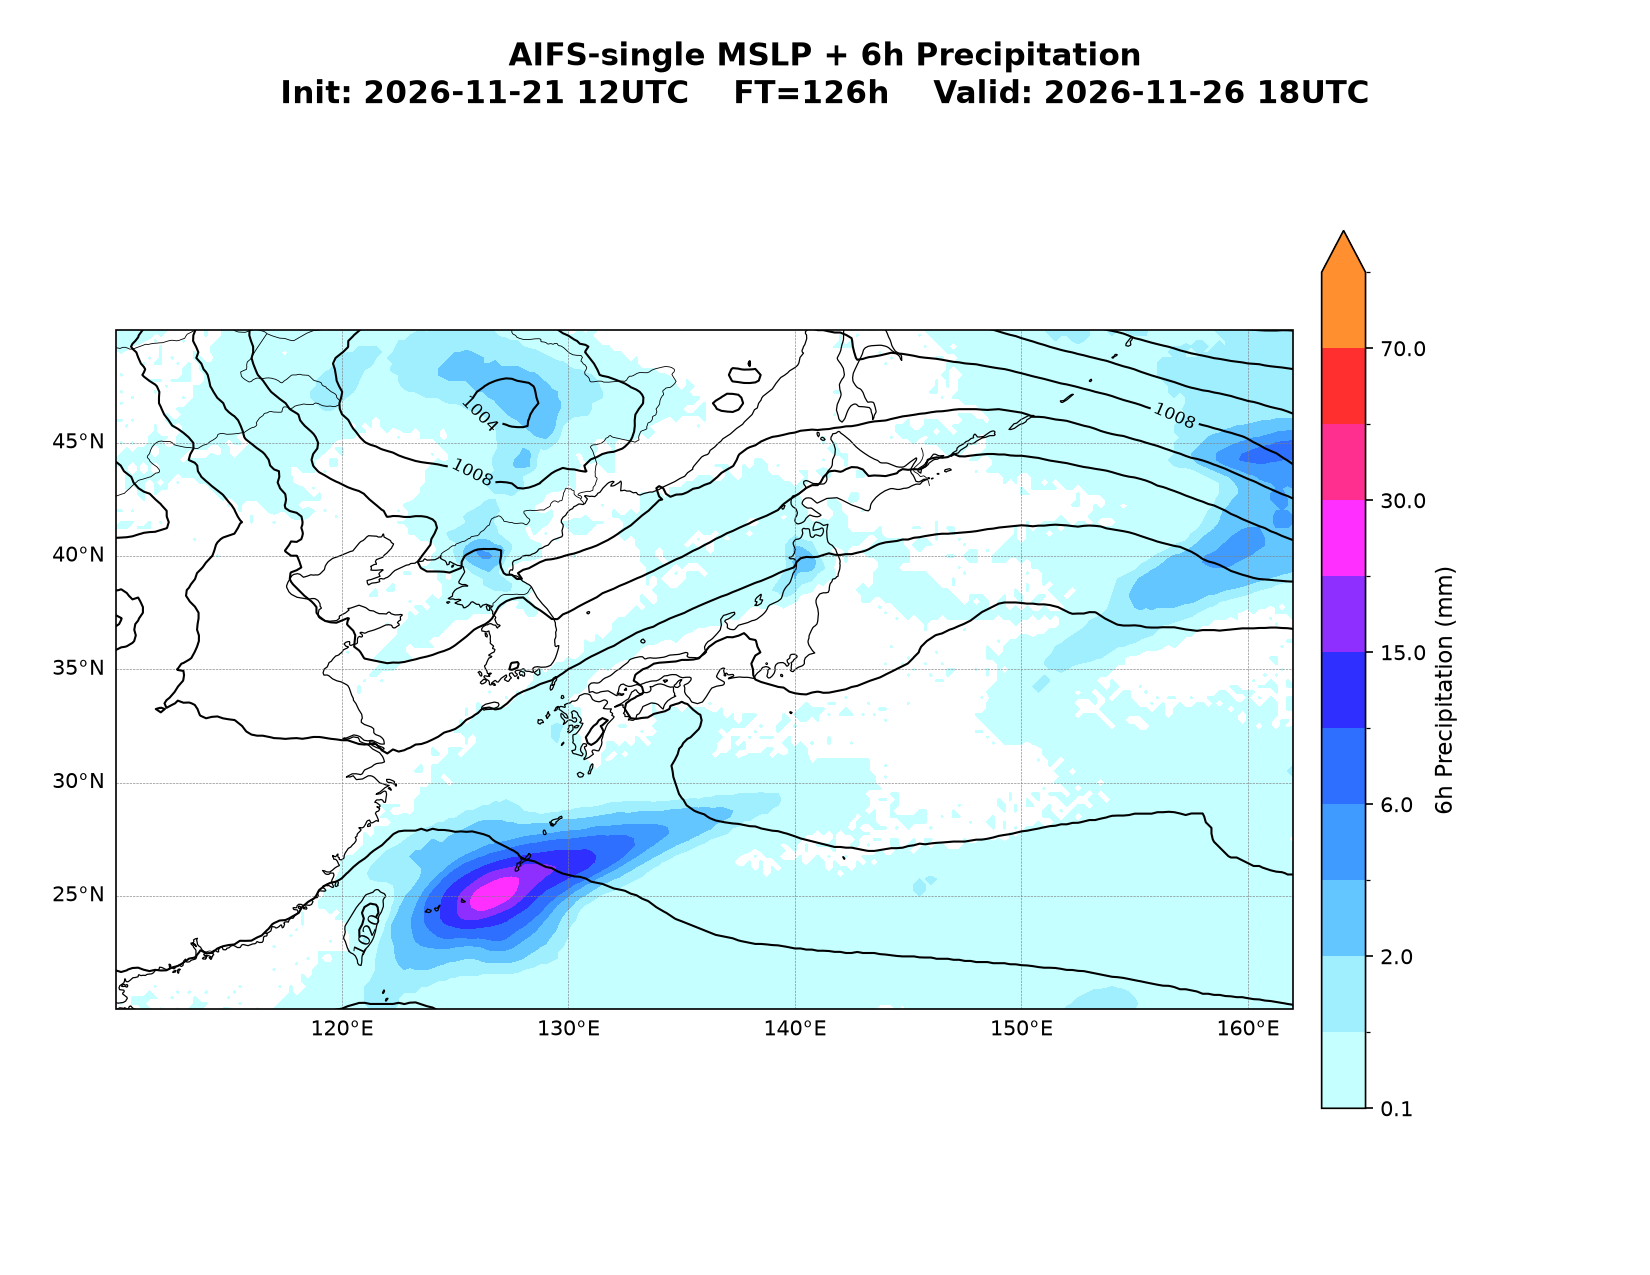 AIFS-single MSLP + 6h Precipitation
Init: 2026-11-21 12UTC    FT=126h    Valid: 2026-11-26 18UTC
45°N
40°N
35°N
30°N
25°N
120°E
130°E
140°E
150°E
160°E
1004
1008
1008
1020
70.0
30.0
15.0
6.0
2.0
0.1
6h Precipitation (mm)